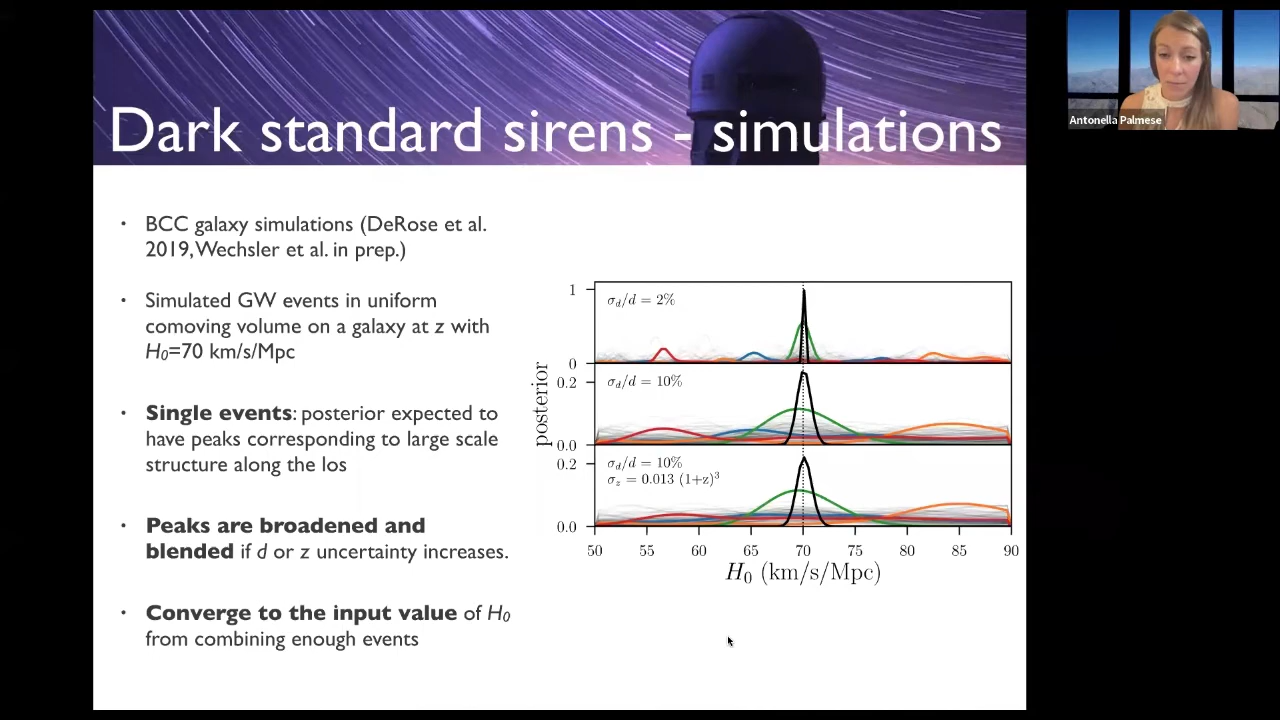 Dark standard sirens - simulations
Antonella Palmese
• BCC galaxy simulations (DeRose et al.
2019, Wechsler et al. in prep.)
• Simulated GW events in uniform
comoving volume on a galaxy at z with
H0=70 km/s/Mpc
• Single events: posterior expected to
have peaks corresponding to large scale
structure along the los
• Peaks are broadened and
blended if d or z uncertainty increases.
• Converge to the input value of H0
from combining enough events
posterior
1
σd/d = 2%
0
0.2
σd/d = 10%
0.0
0.2
σd/d = 10%
σz = 0.013 (1+z)³
0.0
50 55 60 65 70 75 80 85 90
H0 (km/s/Mpc)